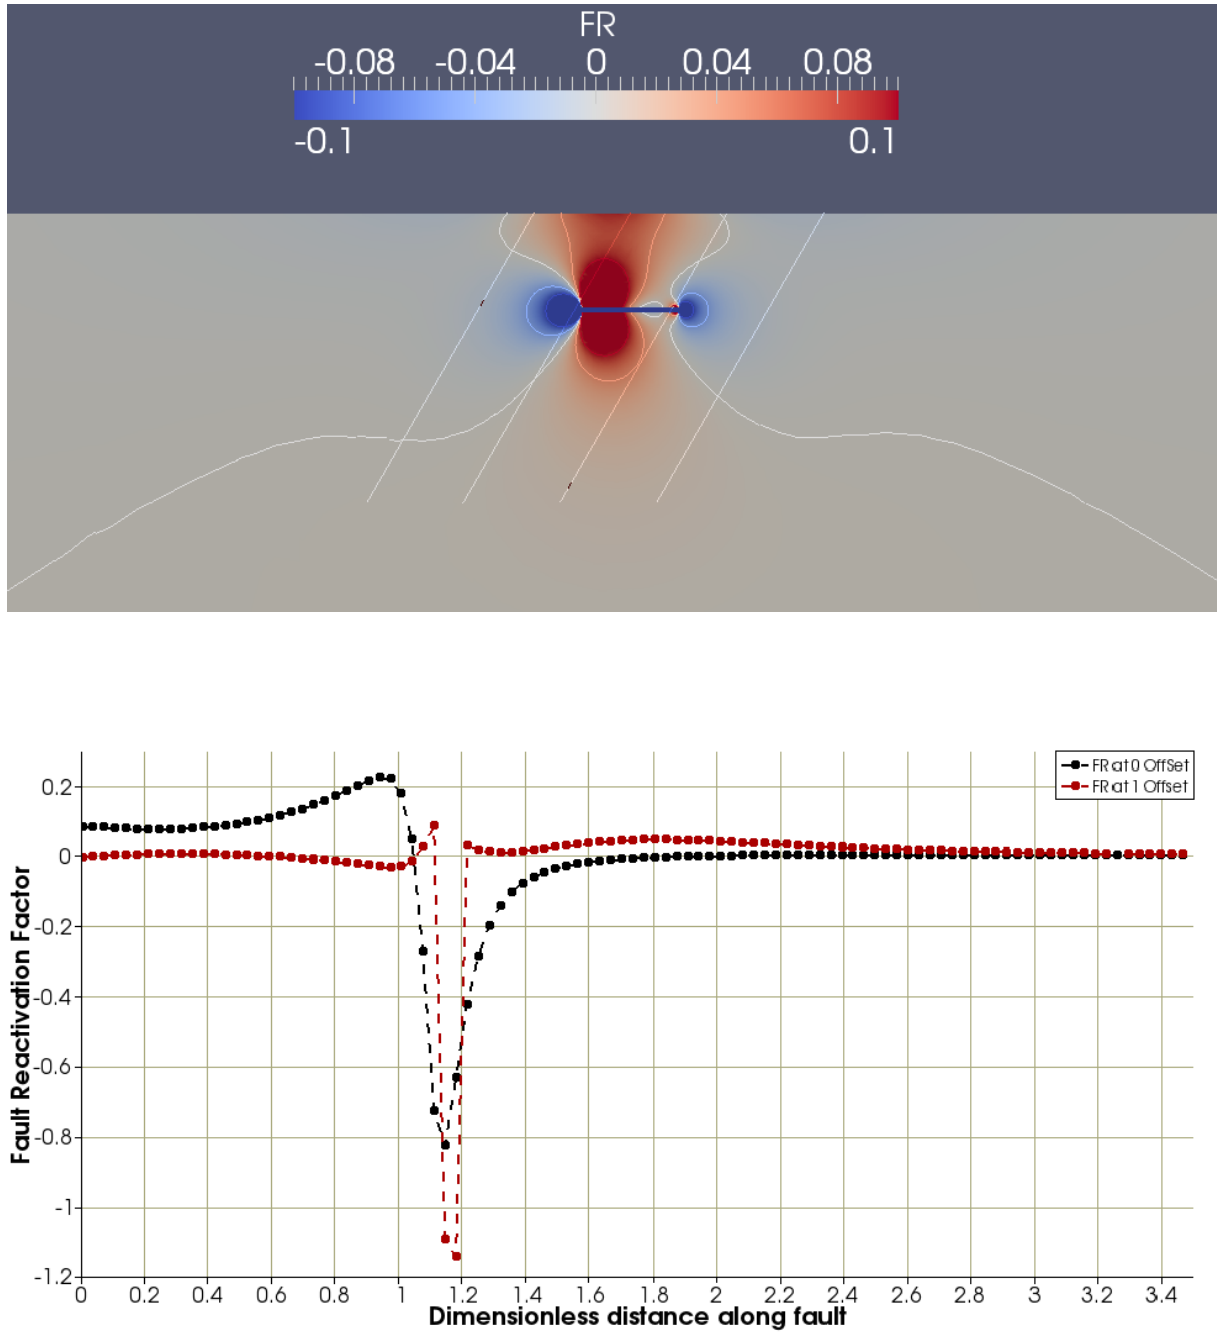 FR
-0.08 -0.04 0 0.04 0.08
-0.1 0.1
FR at 0 OffSet
FR at 1 Offset
0.2
0
-0.2
-0.4
-0.6
-0.8
-1
-1.2
Fault Reactivation Factor
0 0.2 0.4 0.6 0.8 1 1.2 1.4 1.6 1.8 2 2.2 2.4 2.6 2.8 3 3.2 3.4
Dimensionless distance along fault